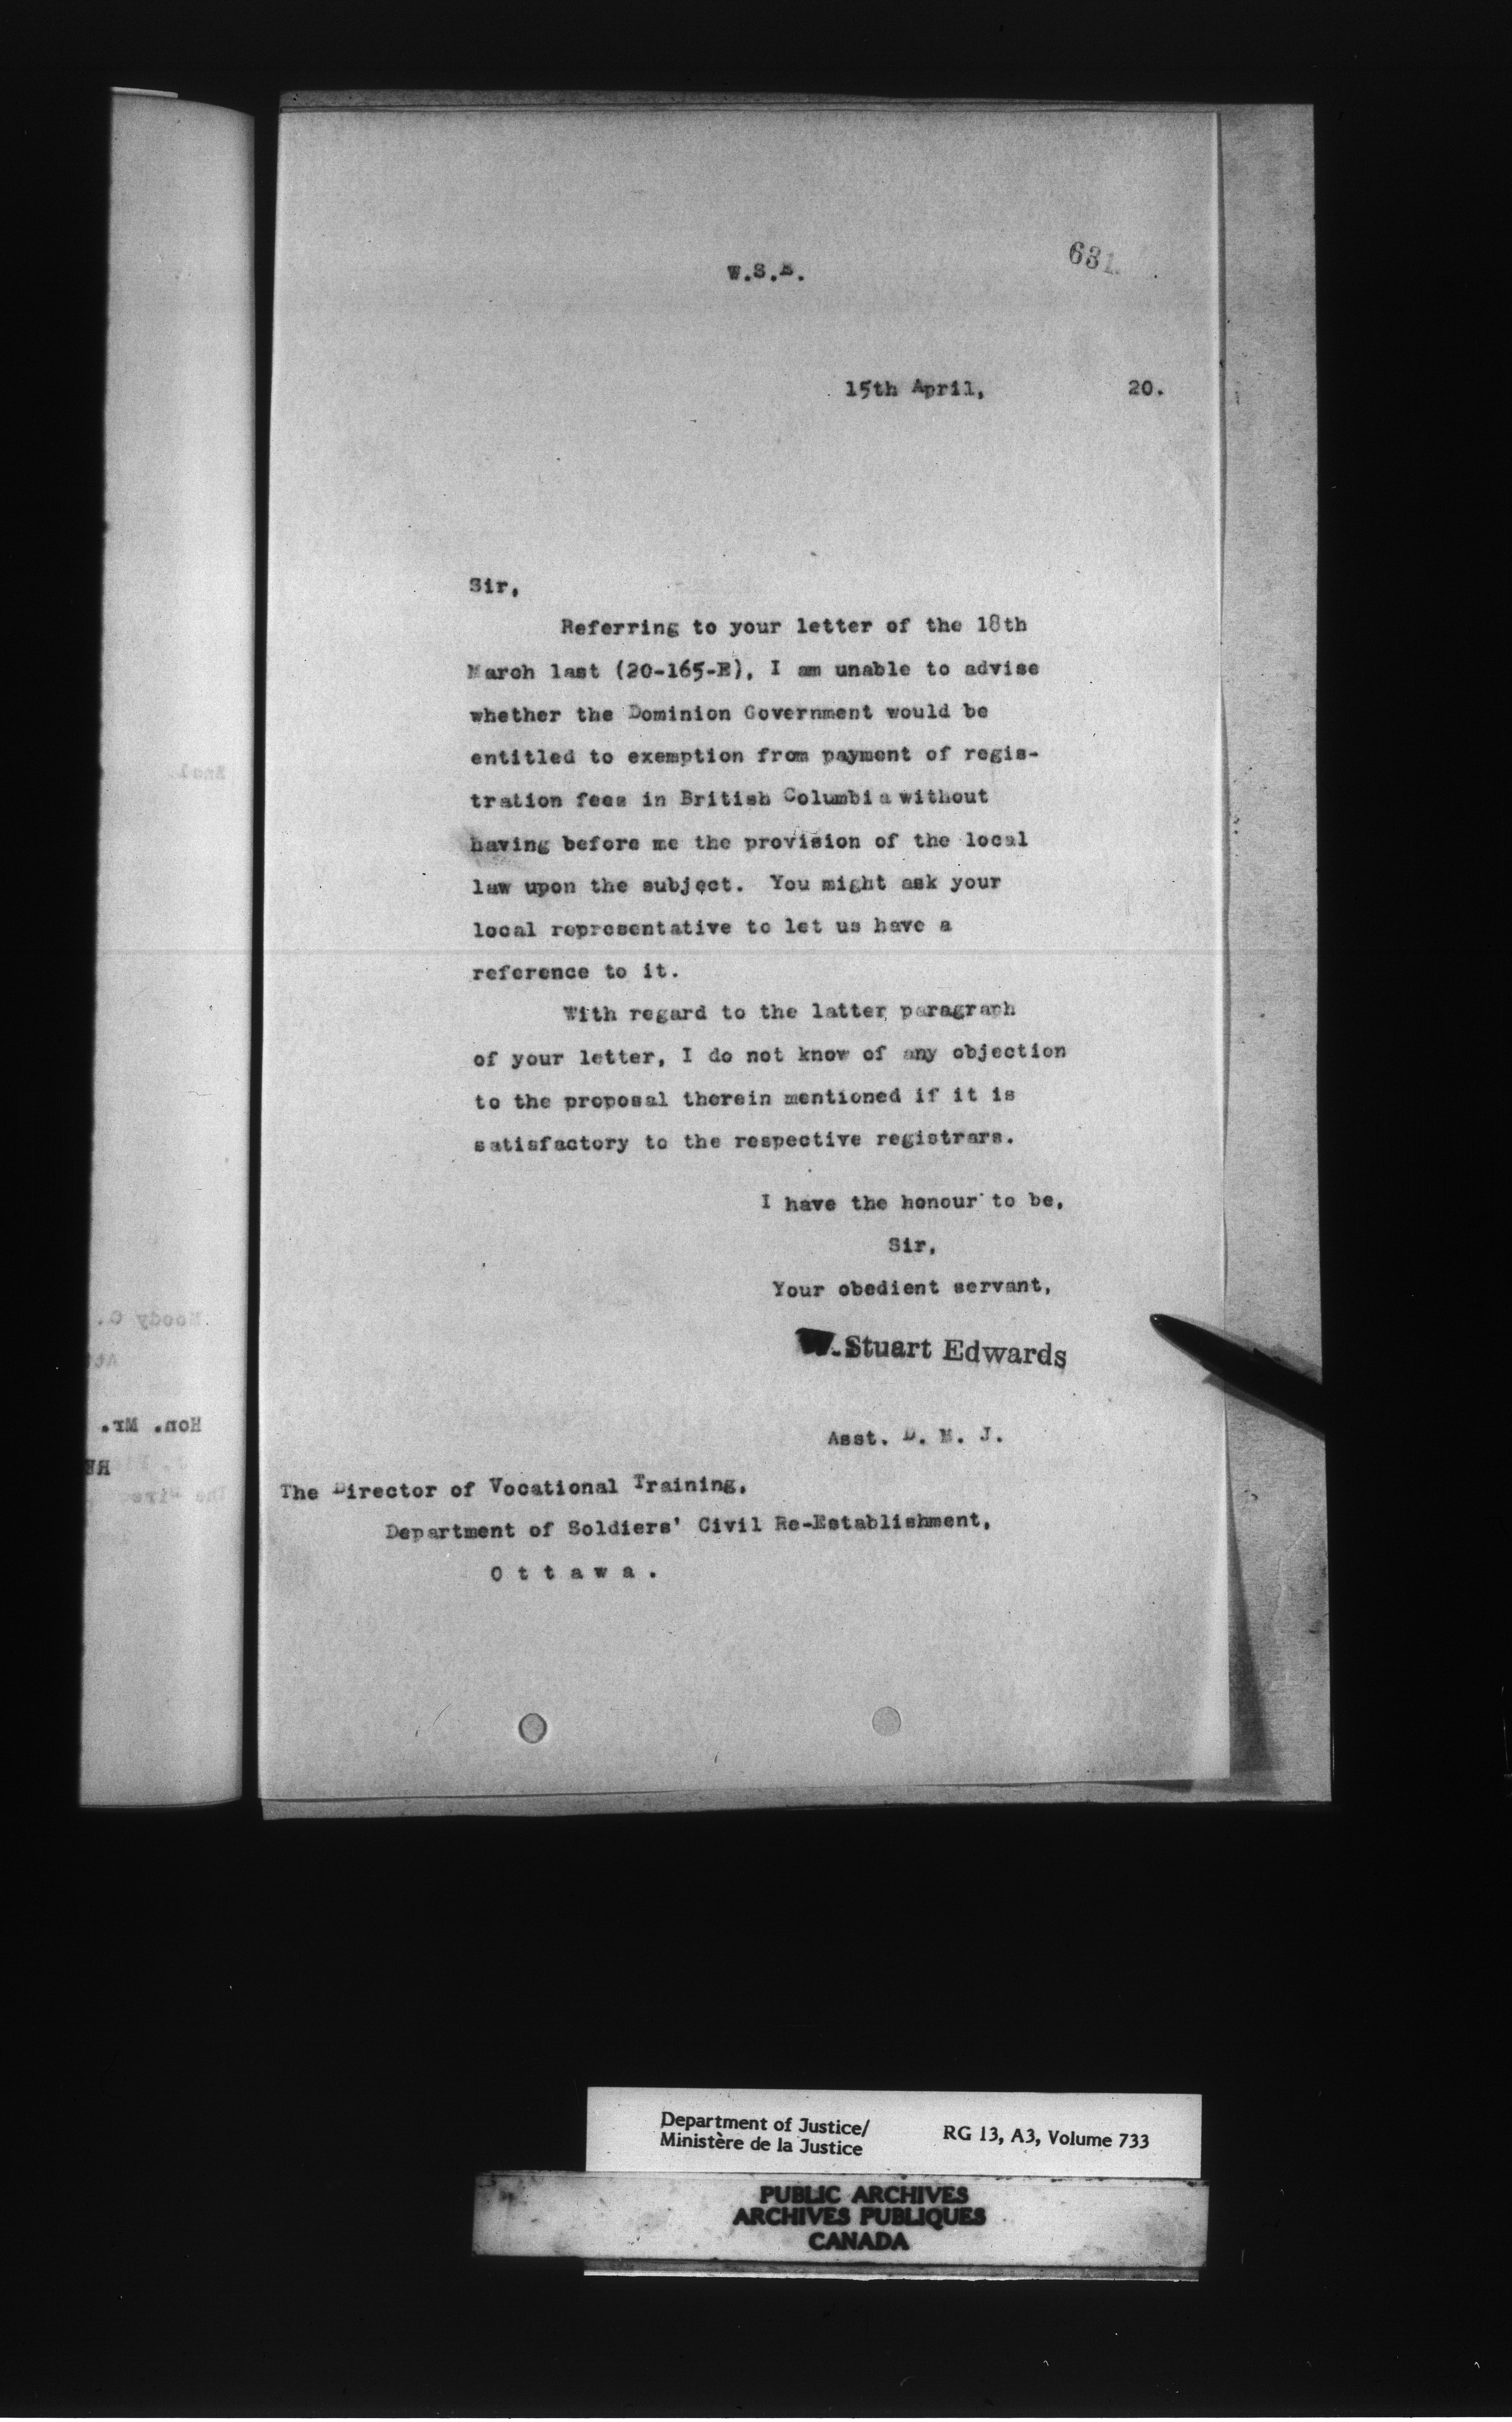 W.S.E.
631.
15th April, 20.
Sir,
Referring to your letter of the 18th
March last (20-165-E), I am unable to advise
whether the Dominion Government would be
entitled to exemption from payment of regis-
tration fees in British Columbia without
having before me the provision of the local
law upon the subject. You might ask your
local representative to let us have a
reference to it.
With regard to the latter paragraph
of your letter, I do not know of any objection
to the proposal therein mentioned if it is
satisfactory to the respective registrars.
I have the honour to be,
Sir,
Your obedient servant,
W. Stuart Edwards
Asst. D. M. J.
The Director of Vocational Training,
Department of Soldiers' Civil Re-Establishment,
Ottawa.
Hon. Mr.
Department of Justice/
Ministère de la Justice
RG 13, A3, Volume 733
PUBLIC ARCHIVES
ARCHIVES PUBLIQUES
CANADA